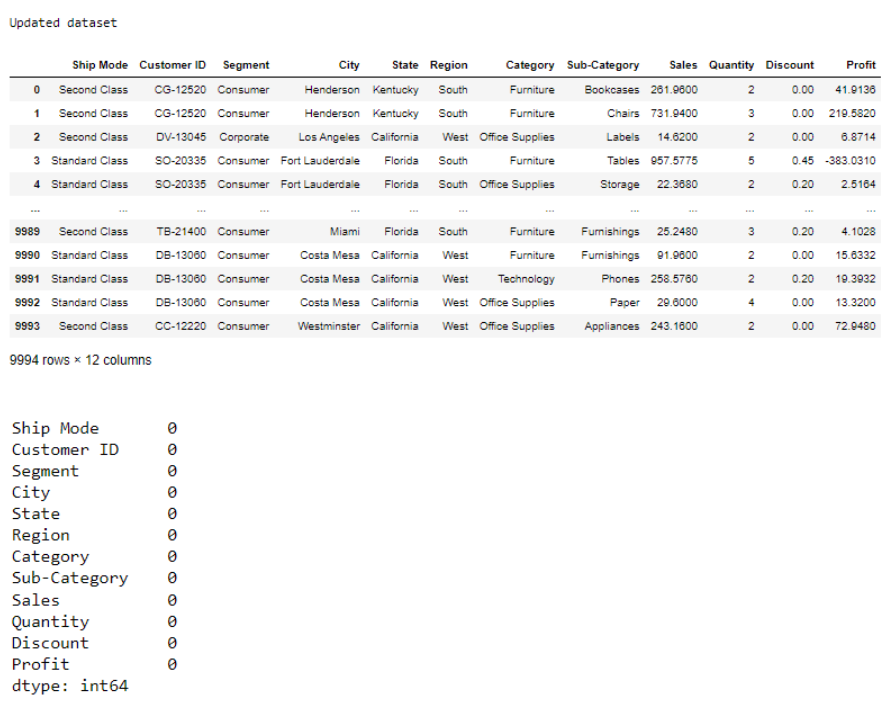 Updated dataset
Ship Mode Customer ID Segment City State Region Category Sub-Category Sales Quantity Discount Profit
0 Second Class CG-12520 Consumer Henderson Kentucky South Furniture Bookcases 261.9600 2 0.00 41.9136
1 Second Class CG-12520 Consumer Henderson Kentucky South Furniture Chairs 731.9400 3 0.00 219.5820
2 Second Class DV-13045 Corporate Los Angeles California West Office Supplies Labels 14.6200 2 0.00 6.8714
3 Standard Class SO-20335 Consumer Fort Lauderdale Florida South Furniture Tables 957.5775 5 0.45 -383.0310
4 Standard Class SO-20335 Consumer Fort Lauderdale Florida South Office Supplies Storage 22.3680 2 0.20 2.5164
... ... ... ... ... ... ... ... ... ... ... ... ...
9989 Second Class TB-21400 Consumer Miami Florida South Furniture Furnishings 25.2480 3 0.20 4.1028
9990 Standard Class DB-13060 Consumer Costa Mesa California West Furniture Furnishings 91.9600 2 0.00 15.6332
9991 Standard Class DB-13060 Consumer Costa Mesa California West Technology Phones 258.5760 2 0.20 19.3932
9992 Standard Class DB-13060 Consumer Costa Mesa California West Office Supplies Paper 29.6000 4 0.00 13.3200
9993 Second Class CC-12220 Consumer Westminster California West Office Supplies Appliances 243.1600 2 0.00 72.9480
9994 rows × 12 columns
Ship Mode 0
Customer ID 0
Segment 0
City 0
State 0
Region 0
Category 0
Sub-Category 0
Sales 0
Quantity 0
Discount 0
Profit 0
dtype: int64